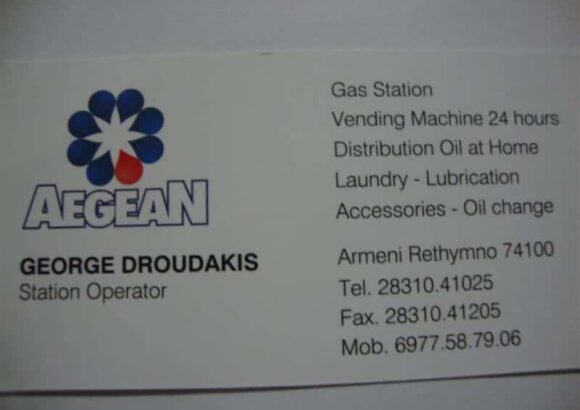 AEGEAN
GEORGE DROUDAKIS
Station Operator
Gas Station
Vending Machine 24 hours
Distribution Oil at Home
Laundry - Lubrication
Accessories - Oil change
Armeni Rethymno 74100
Tel. 28310.41025
Fax. 28310.41205
Mob. 6977.58.79.06